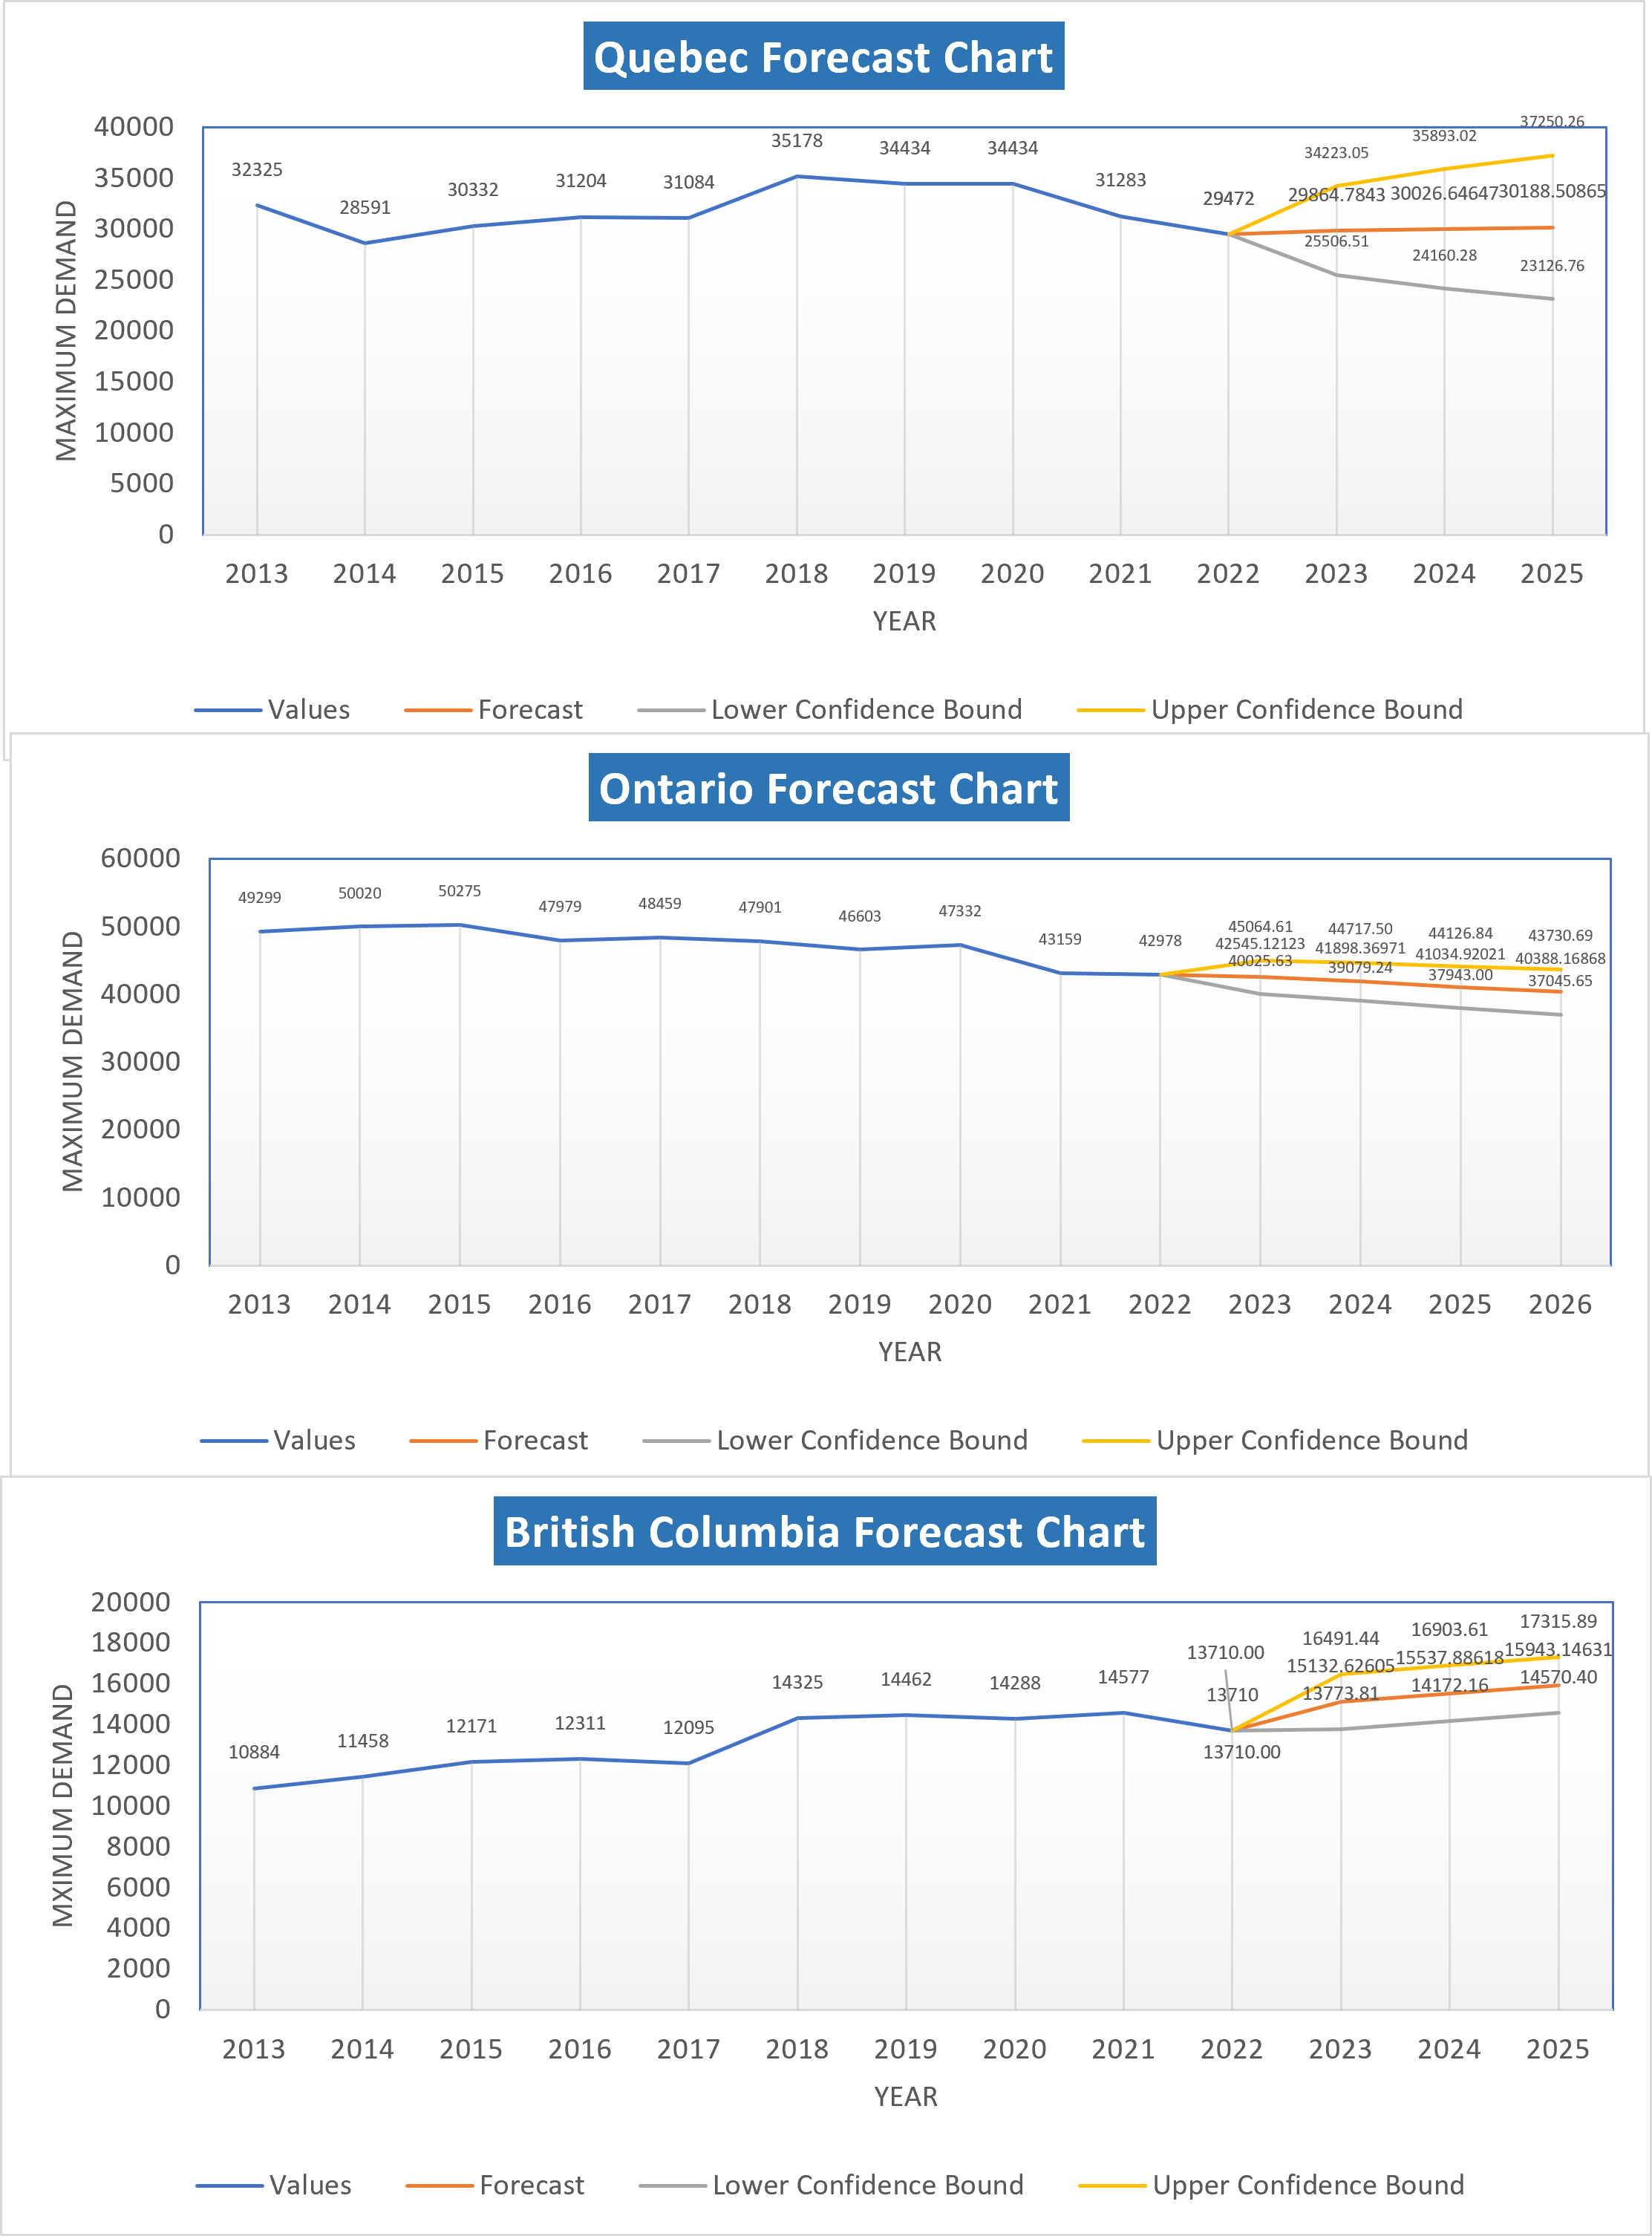 Quebec Forecast Chart
40000
35000
30000
25000
20000
15000
10000
5000
0
MAXIMUM DEMAND
32325 28591 30332 31204 31084 35178 34434 34434 31283 29472
34223.05 35893.02 37250.26
29864.7843 30026.64647 30188.50865
25506.51 24160.28 23126.76
2013 2014 2015 2016 2017 2018 2019 2020 2021 2022 2023 2024 2025
YEAR
Values Forecast Lower Confidence Bound Upper Confidence Bound
Ontario Forecast Chart
60000
50000
40000
30000
20000
10000
0
MAXIMUM DEMAND
49299 50020 50275 47979 48459 47901 46603 47332 43159 42978
45064.61 44717.50 44126.84 43730.69
42545.12123 41898.36971 41034.92021 40388.16868
40025.63 39079.24 37943.00 37045.65
2013 2014 2015 2016 2017 2018 2019 2020 2021 2022 2023 2024 2025 2026
YEAR
Values Forecast Lower Confidence Bound Upper Confidence Bound
British Columbia Forecast Chart
20000
18000
16000
14000
12000
10000
8000
6000
4000
2000
0
MXIMUM DEMAND
10884 11458 12171 12311 12095 14325 14462 14288 14577 13710
13710.00 16491.44 16903.61 17315.89
15132.62605 15537.88618 15943.14631
13710.00 13773.81 14172.16 14570.40
2013 2014 2015 2016 2017 2018 2019 2020 2021 2022 2023 2024 2025
YEAR
Values Forecast Lower Confidence Bound Upper Confidence Bound